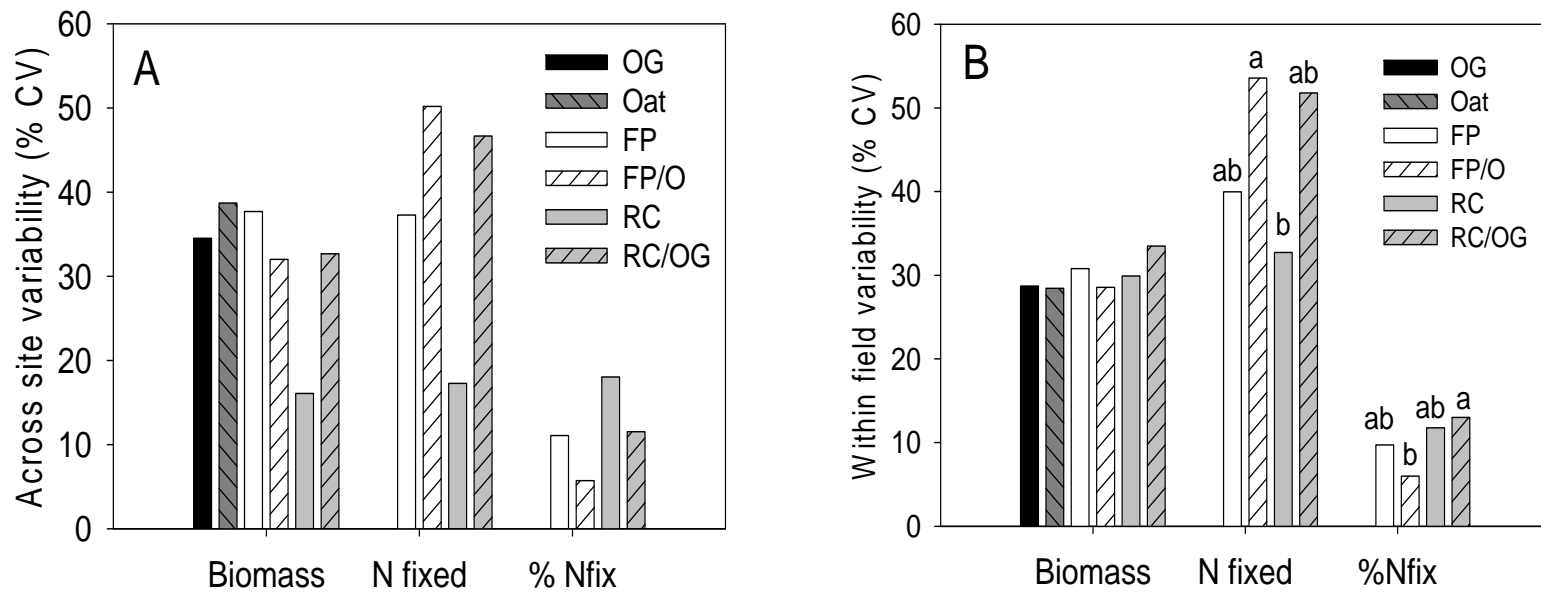 Across site variability (% CV)
60
50
40
30
20
10
0
A
OG
Oat
FP
FP/O
RC
RC/OG
Biomass N fixed % Nfix
Within field variability (% CV)
60
50
40
30
20
10
0
B
OG
Oat
FP
FP/O
RC
RC/OG
ab a b ab
ab b ab a
Biomass N fixed %Nfix